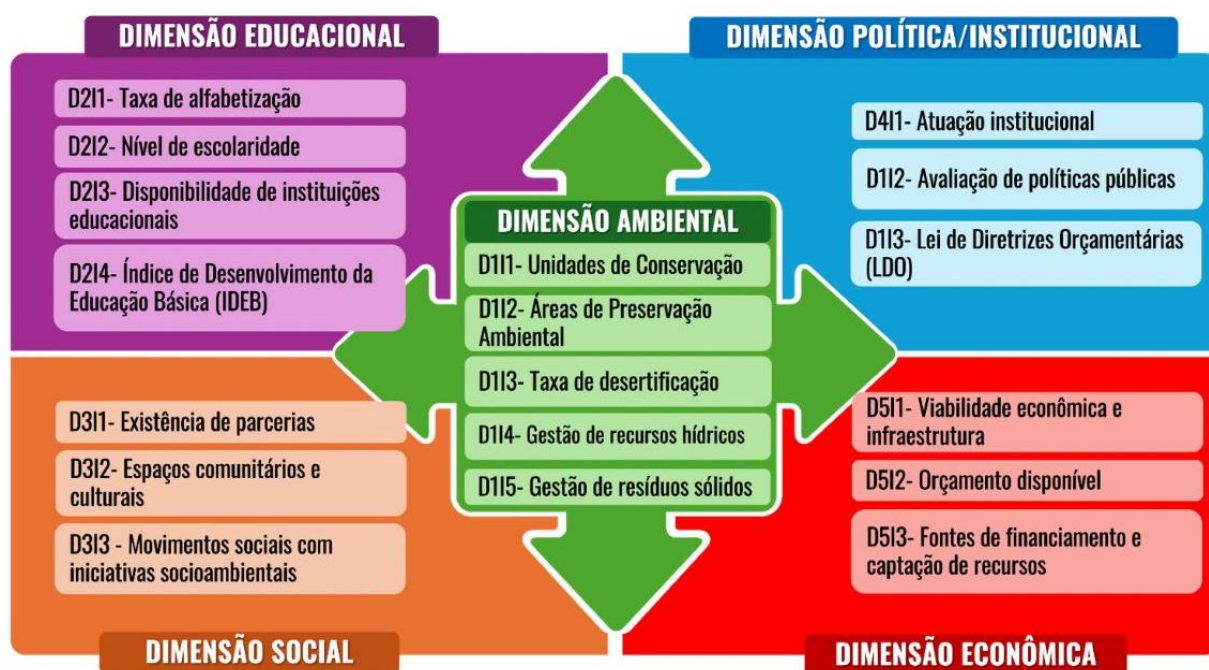 DIMENSÃO EDUCACIONAL
D2I1- Taxa de alfabetização
D2I2- Nível de escolaridade
D2I3- Disponibilidade de instituições
educacionais
D2I4- Índice de Desenvolvimento da
Educação Básica (IDEB)
DIMENSÃO POLÍTICA/INSTITUCIONAL
D4I1- Atuação institucional
D1I2- Avaliação de políticas públicas
D1I3- Lei de Diretrizes Orçamentárias
(LDO)
DIMENSÃO AMBIENTAL
D1I1- Unidades de Conservação
D1I2- Áreas de Preservação
Ambiental
D1I3- Taxa de desertificação
D1I4- Gestão de recursos hídricos
D1I5- Gestão de resíduos sólidos
D3I1- Existência de parcerias
D3I2- Espaços comunitários e
culturais
D3I3 - Movimentos sociais com
iniciativas socioambientais
DIMENSÃO SOCIAL
D5I1- Viabilidade econômica e
infraestrutura
D5I2- Orçamento disponível
D5I3- Fontes de financiamento e
captação de recursos
DIMENSÃO ECONÔMICA